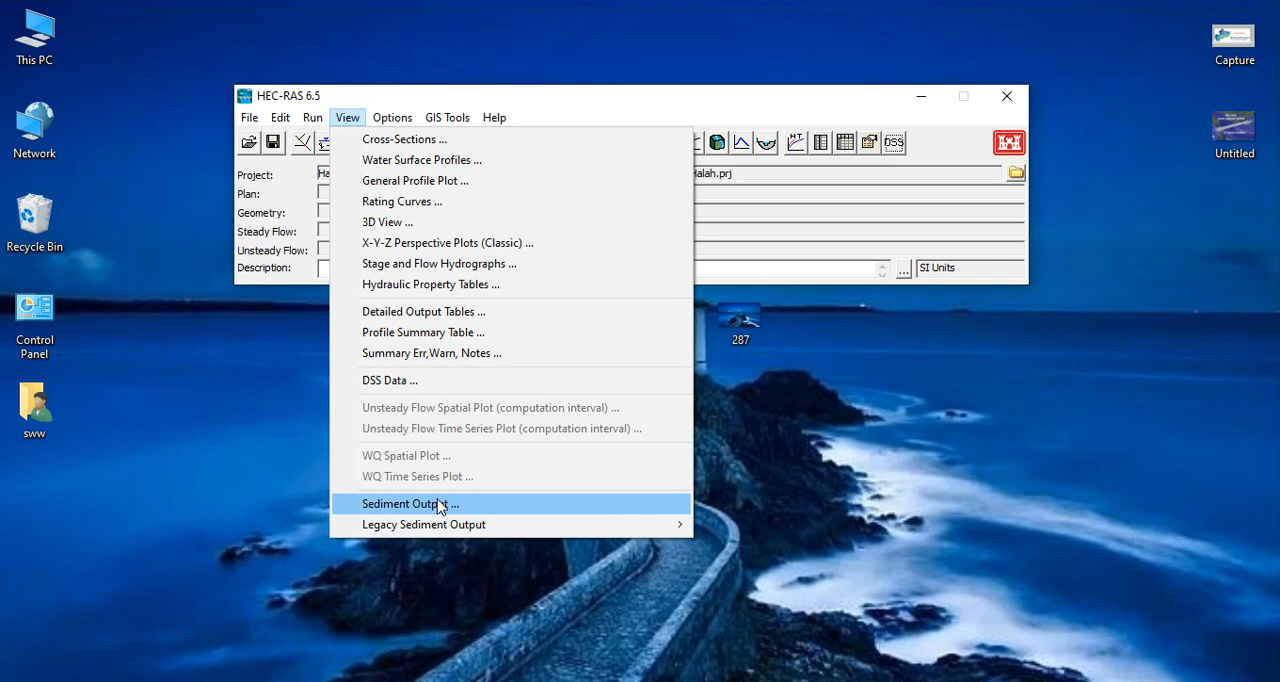 This PC
Network
Recycle Bin
Control
Panel
sww
Capture
Untitled
287
HEC-RAS 6.5
File Edit Run View Options GIS Tools Help
DSS
Project:
Halah.prj
Plan:
Geometry:
Steady Flow:
Unsteady Flow:
Description:
...
SI Units
Cross-Sections ...
Water Surface Profiles ...
General Profile Plot ...
Rating Curves ...
3D View ...
X-Y-Z Perspective Plots (Classic) ...
Stage and Flow Hydrographs ...
Hydraulic Property Tables ...
Detailed Output Tables ...
Profile Summary Table ...
Summary Err,Warn, Notes ...
DSS Data ...
Unsteady Flow Spatial Plot (computation interval) ...
Unsteady Flow Time Series Plot (computation interval) ...
WQ Spatial Plot ...
WQ Time Series Plot ...
Sediment Output ...
Legacy Sediment Output